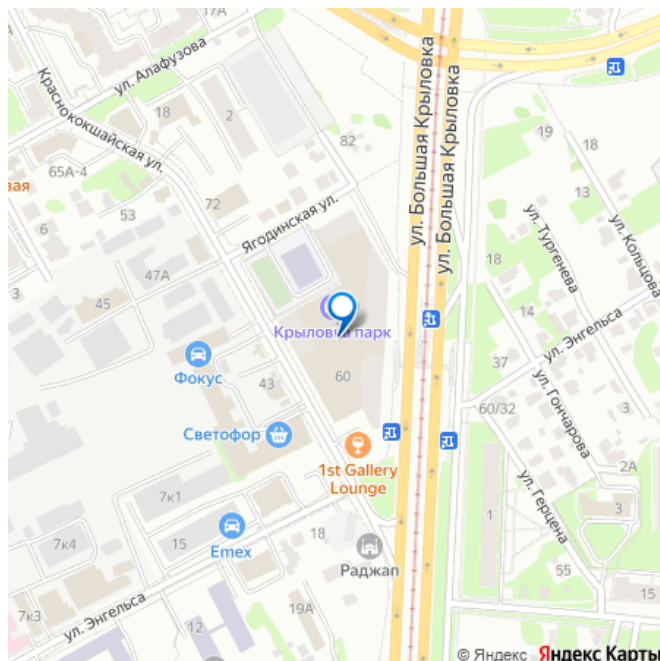 17А
ул. Алафузова
Краснококшайская ул.
18
2
82
65А-4
вая
72
53
6
Ягодинская ул.
3
47А
45
ул. Большая Крыловка
ул. Большая Крыловка
19
18
13
ул. Тургенева
ул. Кольцова
18
14
ул. Энгельса
37
ул. Гончарова
60/32
3
2А
3
ул. Герцена
1
55
15
Крыловка парк
60
Фокус
43
Светофор
1st Gallery
Lounge
7к1
7к4
15
Emex
18
Раджап
19А
7к3
ул. Энгельса
12
© Яндекс Яндекс Карты